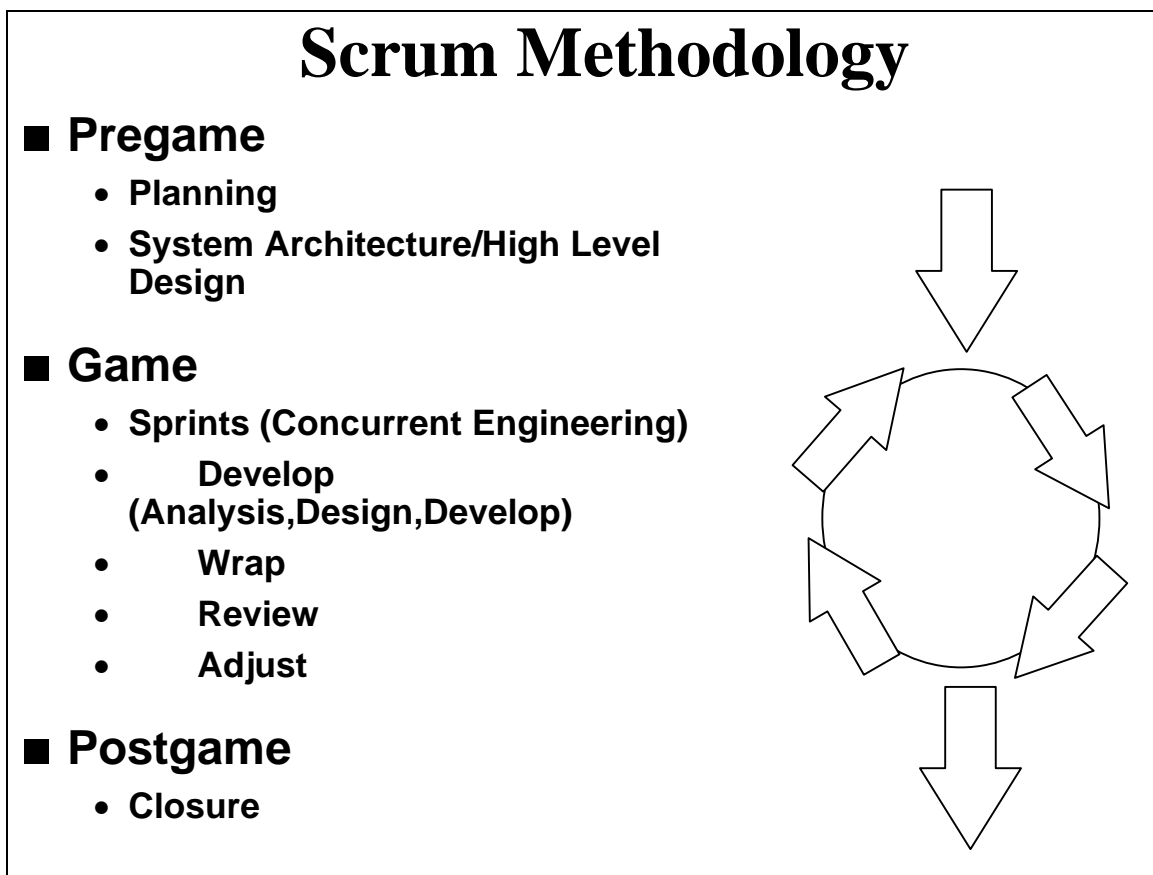 Scrum Methodology
■ Pregame
• Planning
• System Architecture/High Level
Design
■ Game
• Sprints (Concurrent Engineering)
• Develop
(Analysis,Design,Develop)
• Wrap
• Review
• Adjust
■ Postgame
• Closure